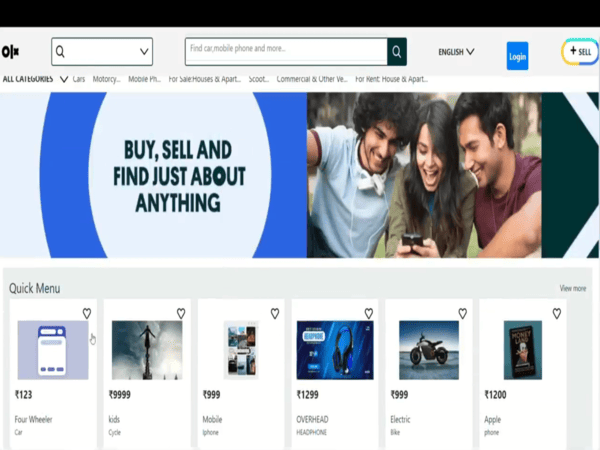 olx
Find car,mobile phone and more..
ENGLISH
Login
+ SELL
ALL CATEGORIES Cars Motorcy... Mobile Ph... For Sale:Houses & Apart... Scoot... Commercial & Other Ve... For Rent: House & Apart...
BUY, SELL AND
FIND JUST ABOUT
ANYTHING
Quick Menu
View more
₹123 ₹9999 ₹999 ₹1299 ₹999 ₹1200
Four Wheeler kids Mobile OVERHEAD Electric Apple
Car Cycle Iphone HEADPHONE Bike phone
HEADPHONE
MONEY
LAND